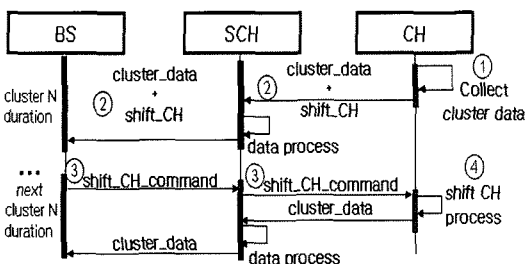 BS SCH CH
cluster_data
+
shift_CH
②
cluster_data
+
shift_CH
②
①
Collect
cluster data
cluster N
duration
data process
...
next
cluster N
duration
③ shift_CH_command
③ shift_CH_command
④
shift CH
process
cluster_data
cluster_data
data process